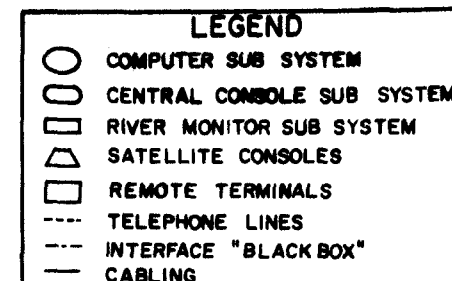 LEGEND
COMPUTER SUB SYSTEM
CENTRAL CONSOLE SUB SYSTEM
RIVER MONITOR SUB SYSTEM
SATELLITE CONSOLES
REMOTE TERMINALS
TELEPHONE LINES
INTERFACE "BLACK BOX"
CABLING